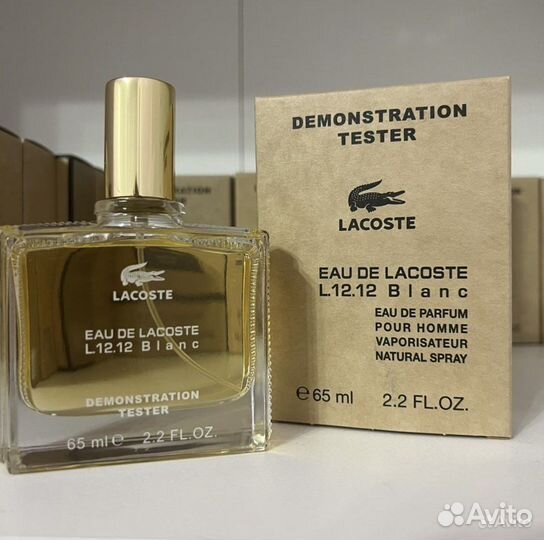 LACOSTE
EAU DE LACOSTE
L.12.12 Blanc
DEMONSTRATION
TESTER
65 ml e 2.2 FL.OZ.
DEMONSTRATION
TESTER
LACOSTE
EAU DE LACOSTE
L.12.12 Blanc
EAU DE PARFUM
POUR HOMME
VAPORISATEUR
NATURAL SPRAY
e 65 ml 2.2 FL.OZ.
Avito